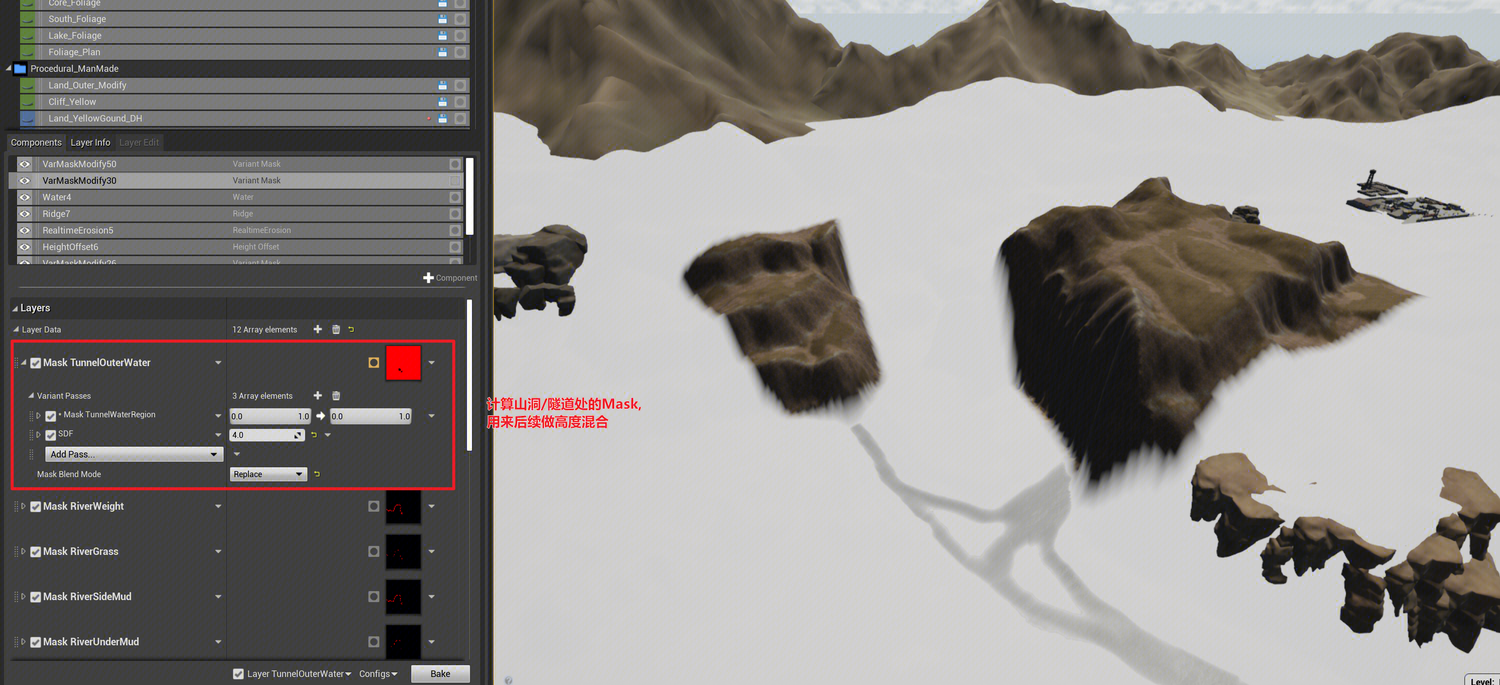 Core_Foliage
South_Foliage
Lake_Foliage
Foliage_Plan
Procedural_ManMade
Land_Outer_Modify
Cliff_Yellow
Land_YellowGound_DH
Components Layer Info Layer Edit
VarMaskModify50 Variant Mask
VarMaskModify30 Variant Mask
Water4 Water
Ridge7 Ridge
RealtimeErosion5 RealtimeErosion
HeightOffset6 Height Offset
VarMaskModify26 Variant Mask
Component
Layers
Layer Data 12 Array elements
Mask TunnelOuterWater
Variant Passes 3 Array elements
Mask TunnelWaterRegion 0.0 1.0 0.0 1.0
SDF 4.0
Add Pass...
Mask Blend Mode Replace
计算山洞/隧道处的Mask,
用来后续做高度混合
Mask RiverWeight
Mask RiverGrass
Mask RiverSideMud
Mask RiverUnderMud
Layer TunnelOuterWater Configs Bake
Level: